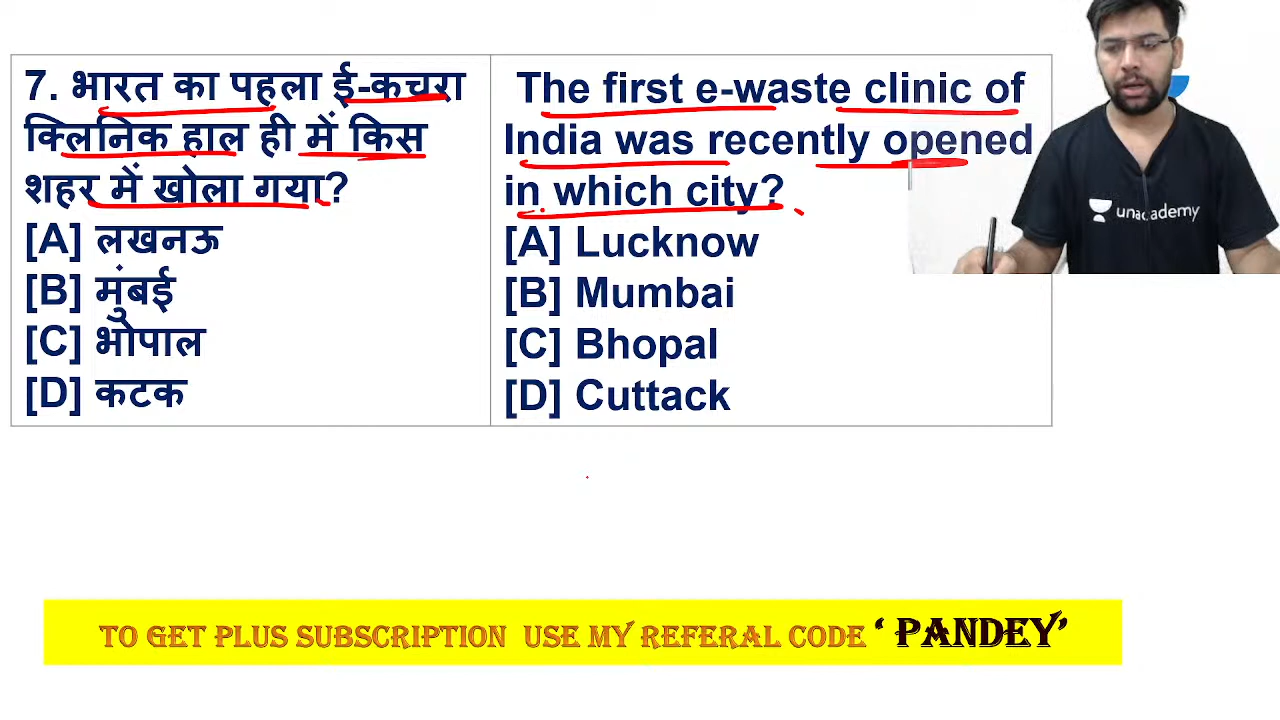 7. भारत का पहला ई-कचरा
क्लिनिक हाल ही में किस
शहर में खोला गया?
[A] लखनऊ
[B] मुंबई
[C] भोपाल
[D] कटक
The first e-waste clinic of
India was recently opened
in which city?
[A] Lucknow
[B] Mumbai
[C] Bhopal
[D] Cuttack
unacademy
TO GET PLUS SUBSCRIPTION USE MY REFERAL CODE ‘ PANDEY’